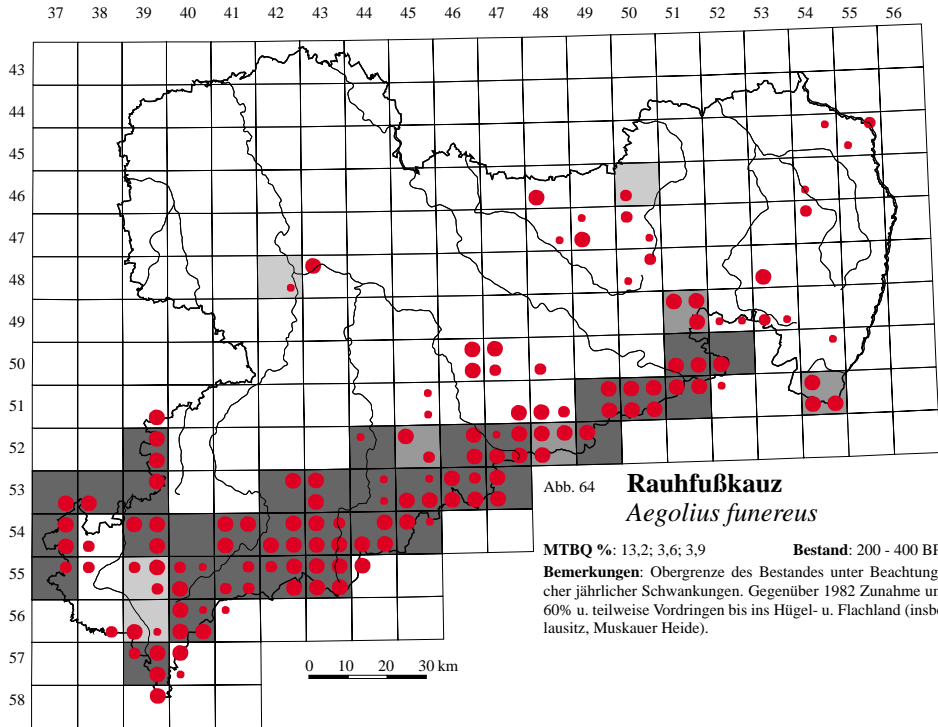 37 38 39 40 41 42 43 44 45 46 47 48 49 50 51 52 53 54 55 56
43
44
45
46
47
48
49
50
51
52
53
54
55
56
57
58
Abb. 64 Rauhfußkauz
Aegolius funereus
MTBQ %: 13,2; 3,6; 3,9 Bestand: 200 - 400 BP
Bemerkungen: Obergrenze des Bestandes unter Beachtung
cher jährlicher Schwankungen. Gegenüber 1982 Zunahme
60% u. teilweise Vordringen bis ins Hügel- u. Flachland
lausitz, Muskauer Heide).
0 10 20 30 km